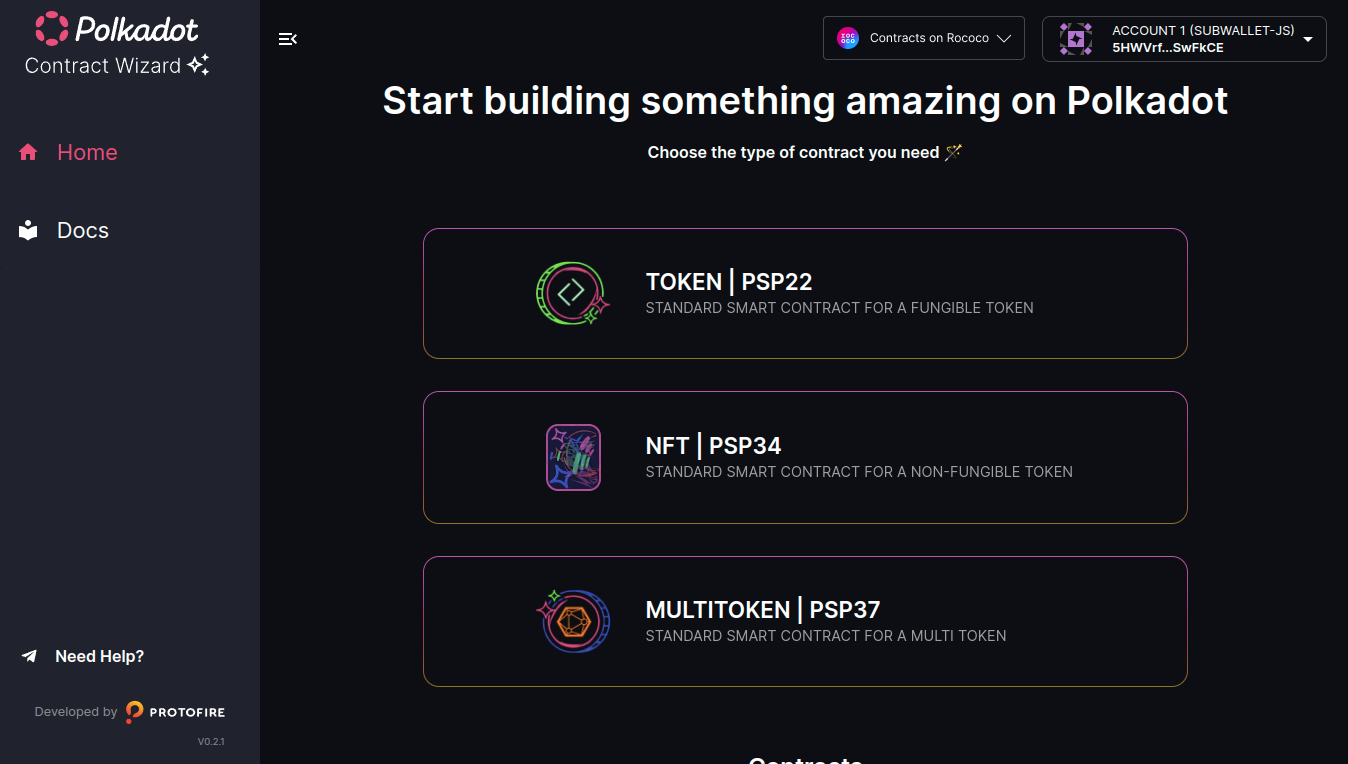 Polkadot
Contract Wizard
Home
Docs
Need Help?
Developed by PROTOFIRE
V0.2.1
Contracts on Rococo
ACCOUNT 1 (SUBWALLET-JS)
5HWVrf...SwFkCE
Start building something amazing on Polkadot
Choose the type of contract you need
TOKEN | PSP22
STANDARD SMART CONTRACT FOR A FUNGIBLE TOKEN
NFT | PSP34
STANDARD SMART CONTRACT FOR A NON-FUNGIBLE TOKEN
MULTITOKEN | PSP37
STANDARD SMART CONTRACT FOR A MULTI TOKEN
Contracts